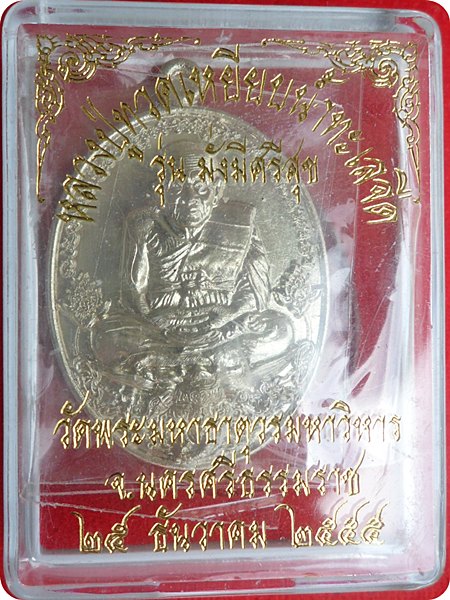 หลวงปู่ทวดเหยียบน้ำทะเลจืด
รุ่น มั่งมีศรีสุข
วัดพระมหาธาตุวรมหาวิหาร
จ.นครศรีธรรมราช
๒๕ ธันวาคม ๒๕๕๕